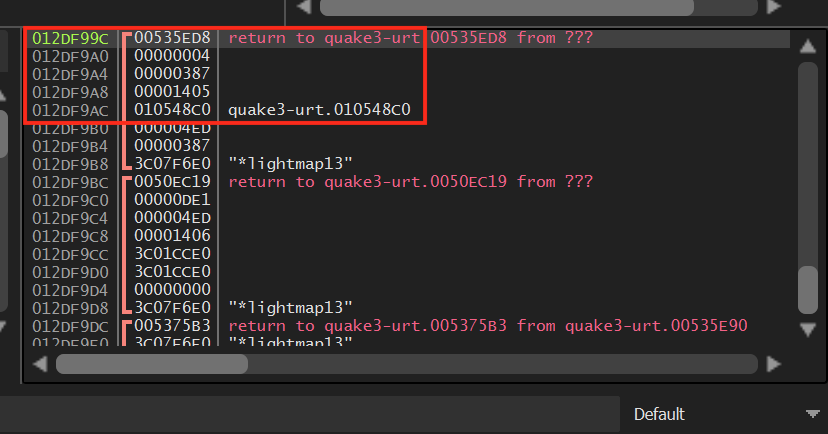 012DF99C 00535ED8 return to quake3-urt.00535ED8 from ???
012DF9A0 00000004
012DF9A4 00000387
012DF9A8 00001405
012DF9AC 010548C0 quake3-urt.010548C0
012DF9B0 000004ED
012DF9B4 00000387
012DF9B8 3C07F6E0 "*lightmap13"
012DF9BC 0050EC19 return to quake3-urt.0050EC19 from ???
012DF9C0 00000DE1
012DF9C4 000004ED
012DF9C8 00001406
012DF9CC 3C01CCE0
012DF9D0 3C01CCE0
012DF9D4 00000000
012DF9D8 3C07F6E0 "*lightmap13"
012DF9DC 005375B3 return to quake3-urt.005375B3 from quake3-urt.00535E90
012DF9E0 3C07F6E0 "*lightmap13"
Default